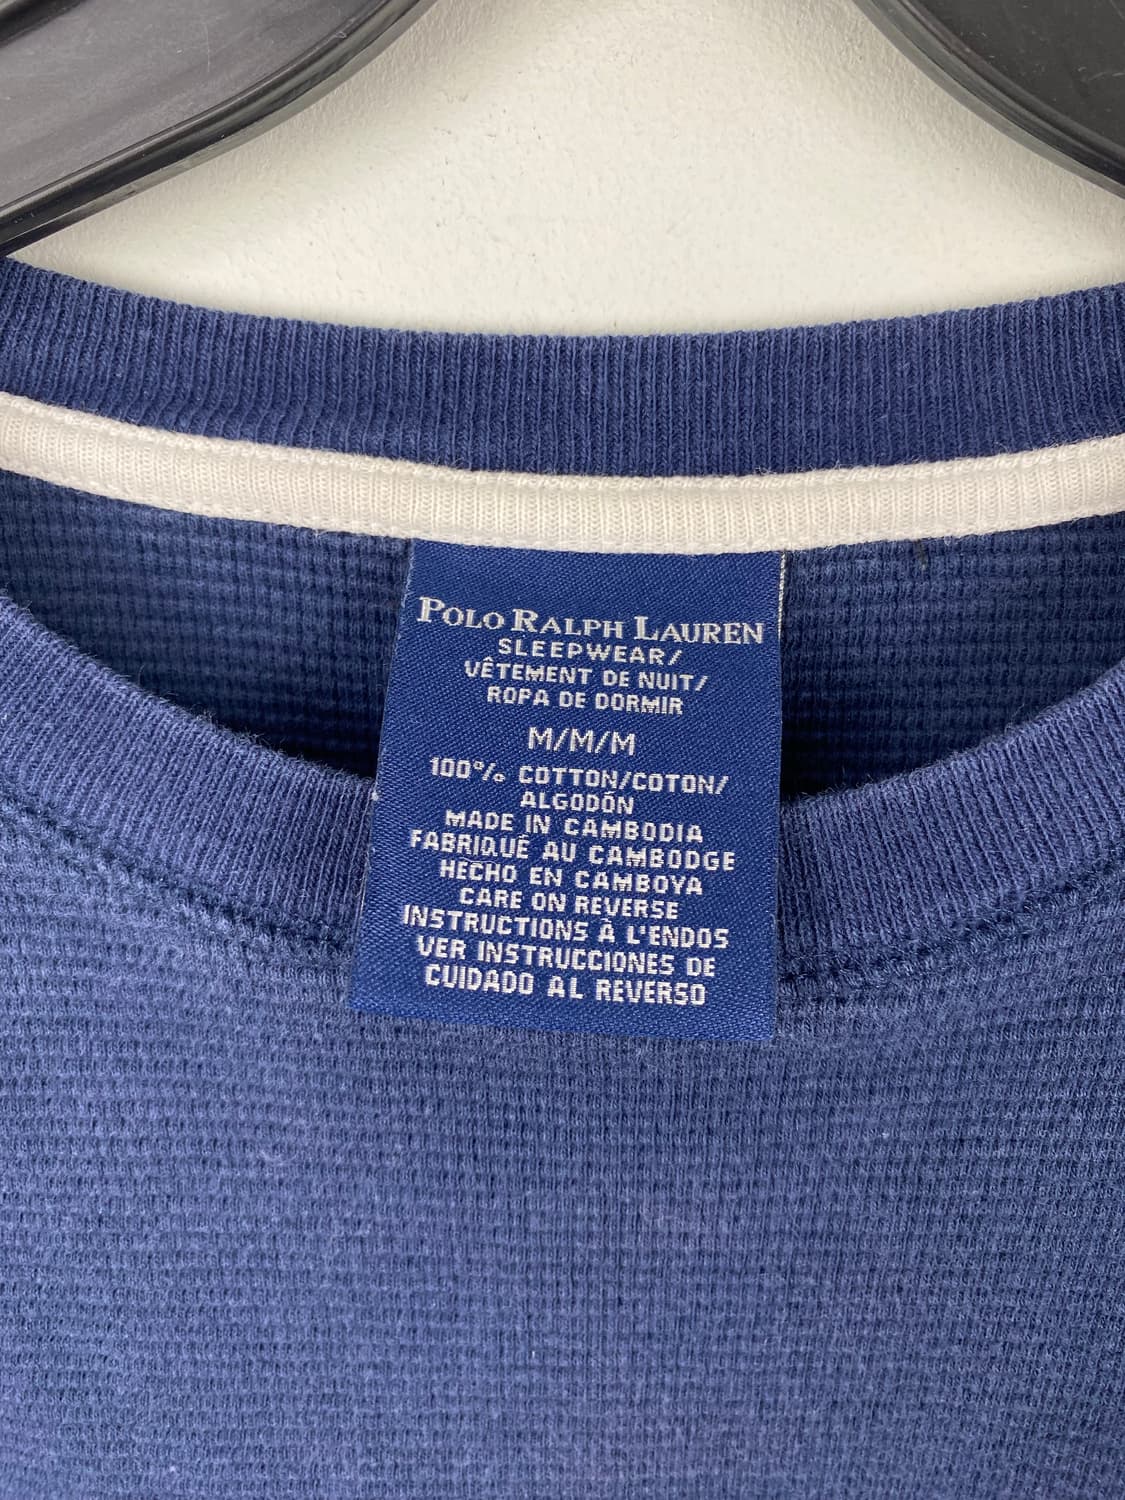 POLO RALPH LAUREN
SLEEPWEAR/
VÊTEMENT DE NUIT/
ROPA DE DORMIR
M/M/M
100% COTTON/COTON/
ALGODÓN
MADE IN CAMBODIA
FABRIQUÉ AU CAMBODGE
HECHO EN CAMBOYA
CARE ON REVERSE
INSTRUCTIONS À L'ENDOS
VER INSTRUCCIONES DE
CUIDADO AL REVERSO